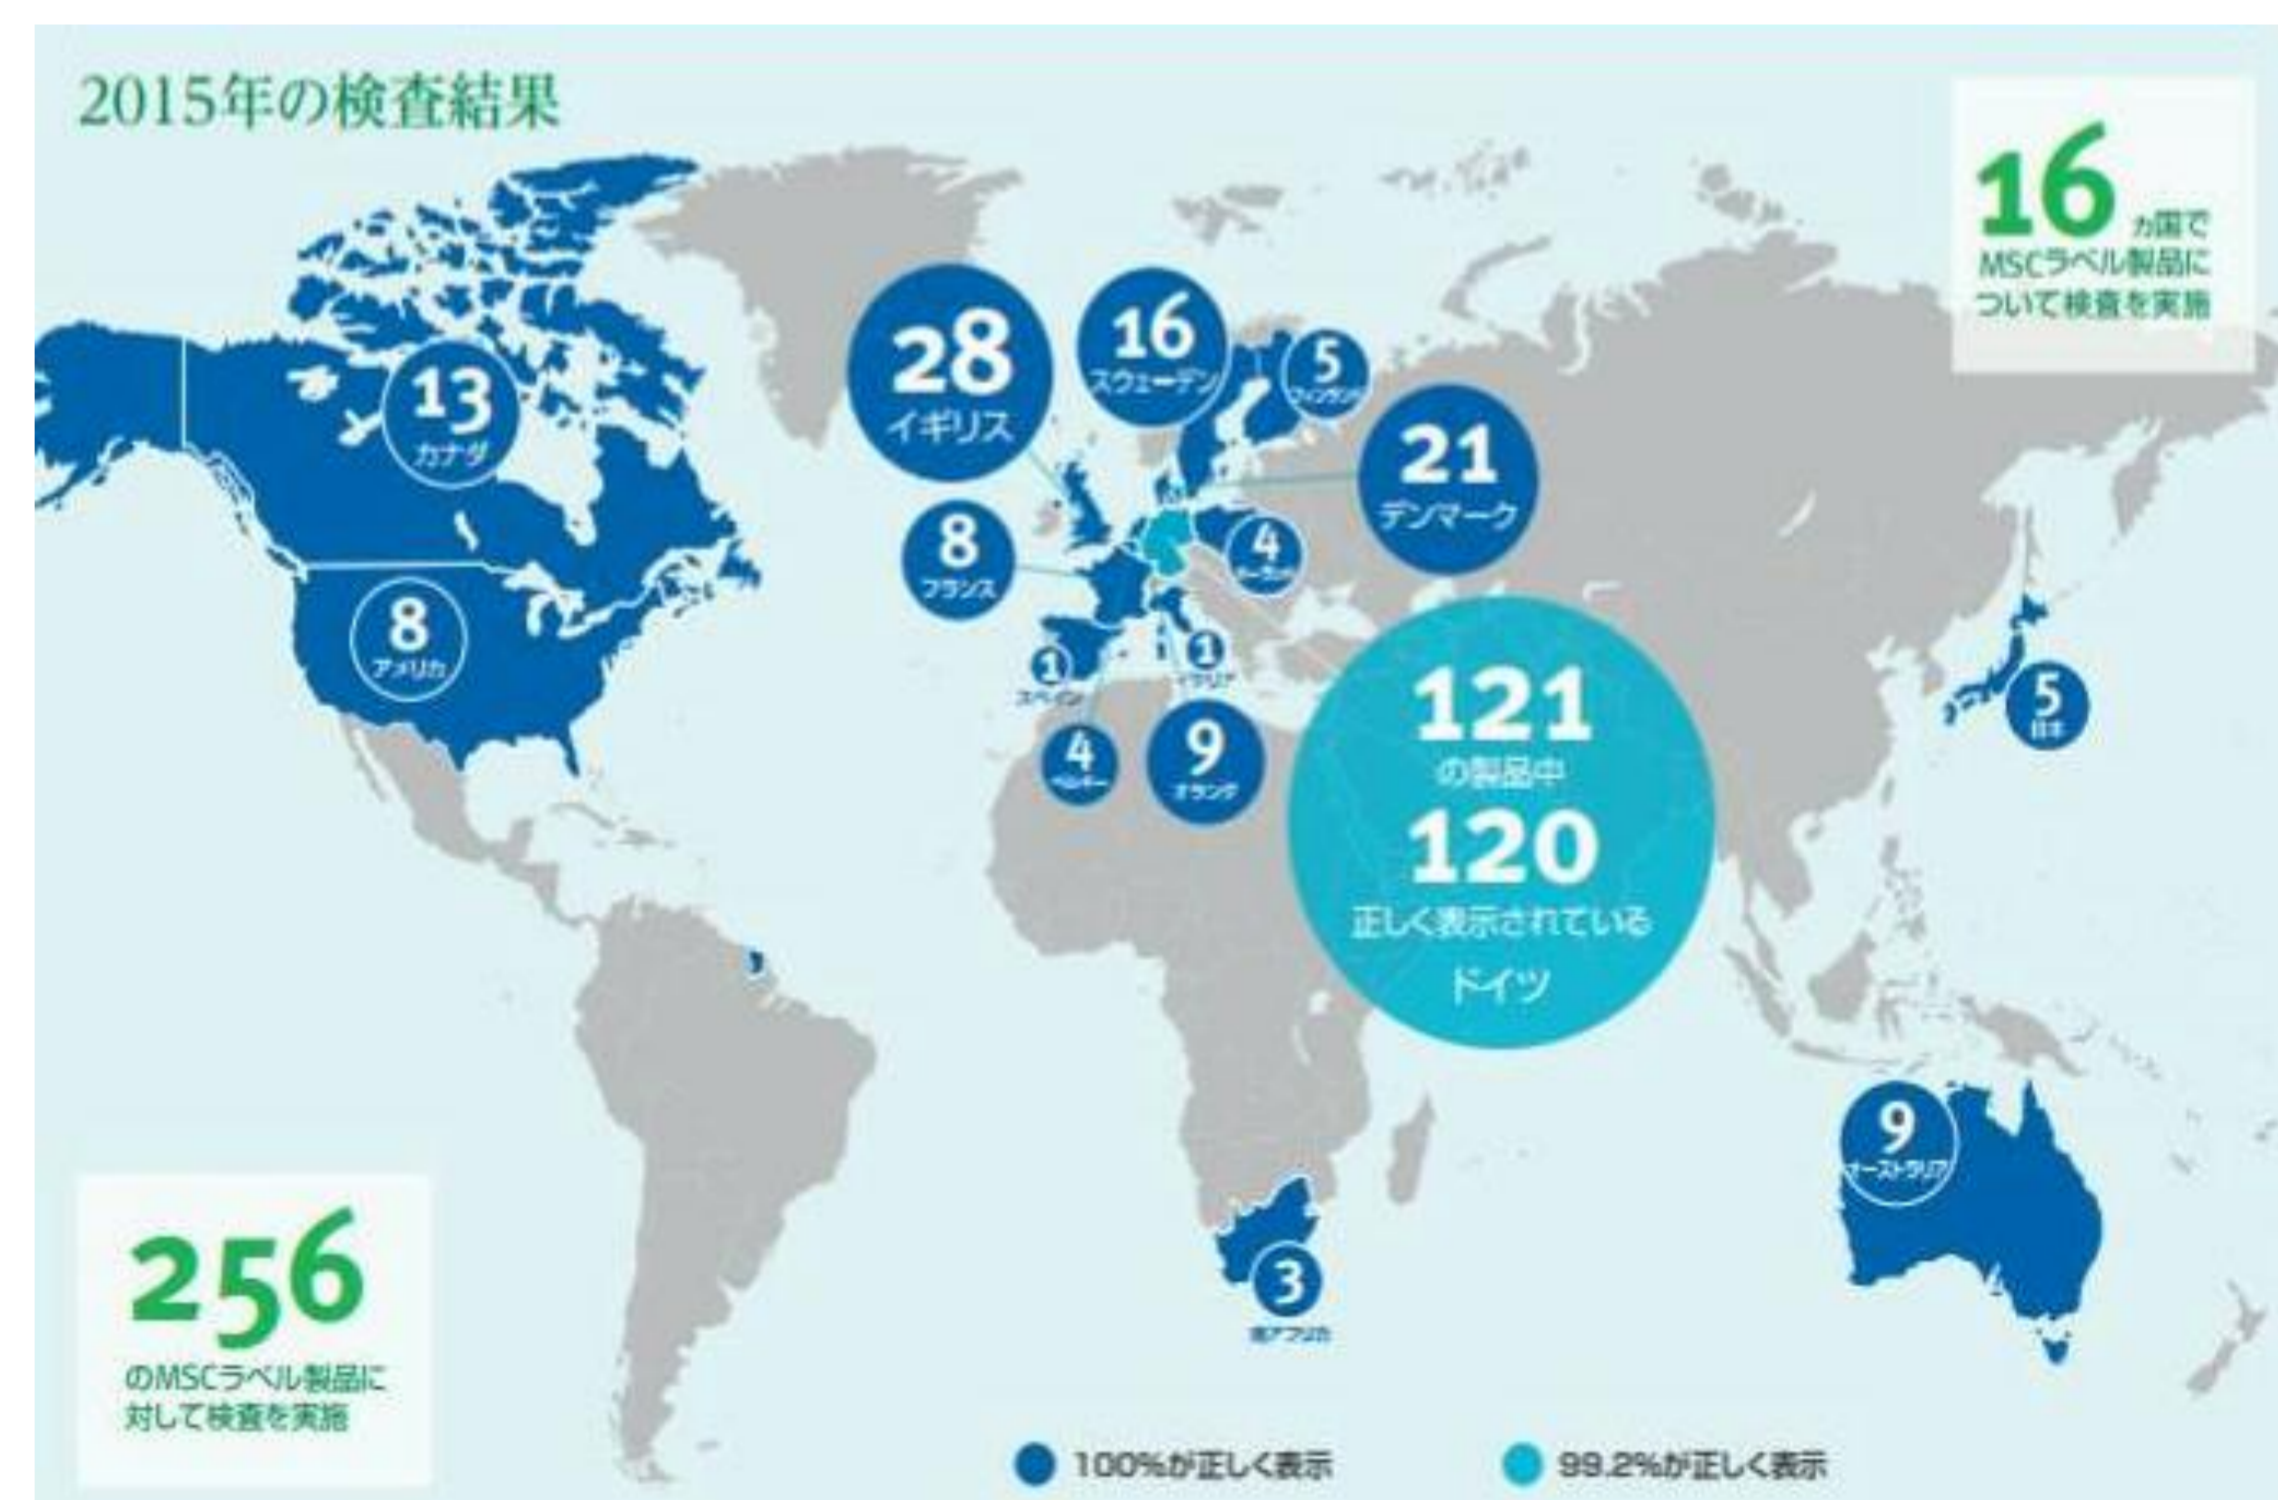 2015年の検査結果
16 カ国で
MSCラベル製品に
ついて検査を実施
28
イギリス
16
スウェーデン
5
フィンランド
13
カナダ
21
デンマーク
8
フランス
4
ポーランド
8
アメリカ
1
スペイン
1
イタリア
4
ベルギー
9
オランダ
121
の製品中
120
正しく表示されている
ドイツ
5
日本
9
オーストラリア
3
南アフリカ
256
のMSCラベル製品に
対して検査を実施
100%が正しく表示
99.2%が正しく表示